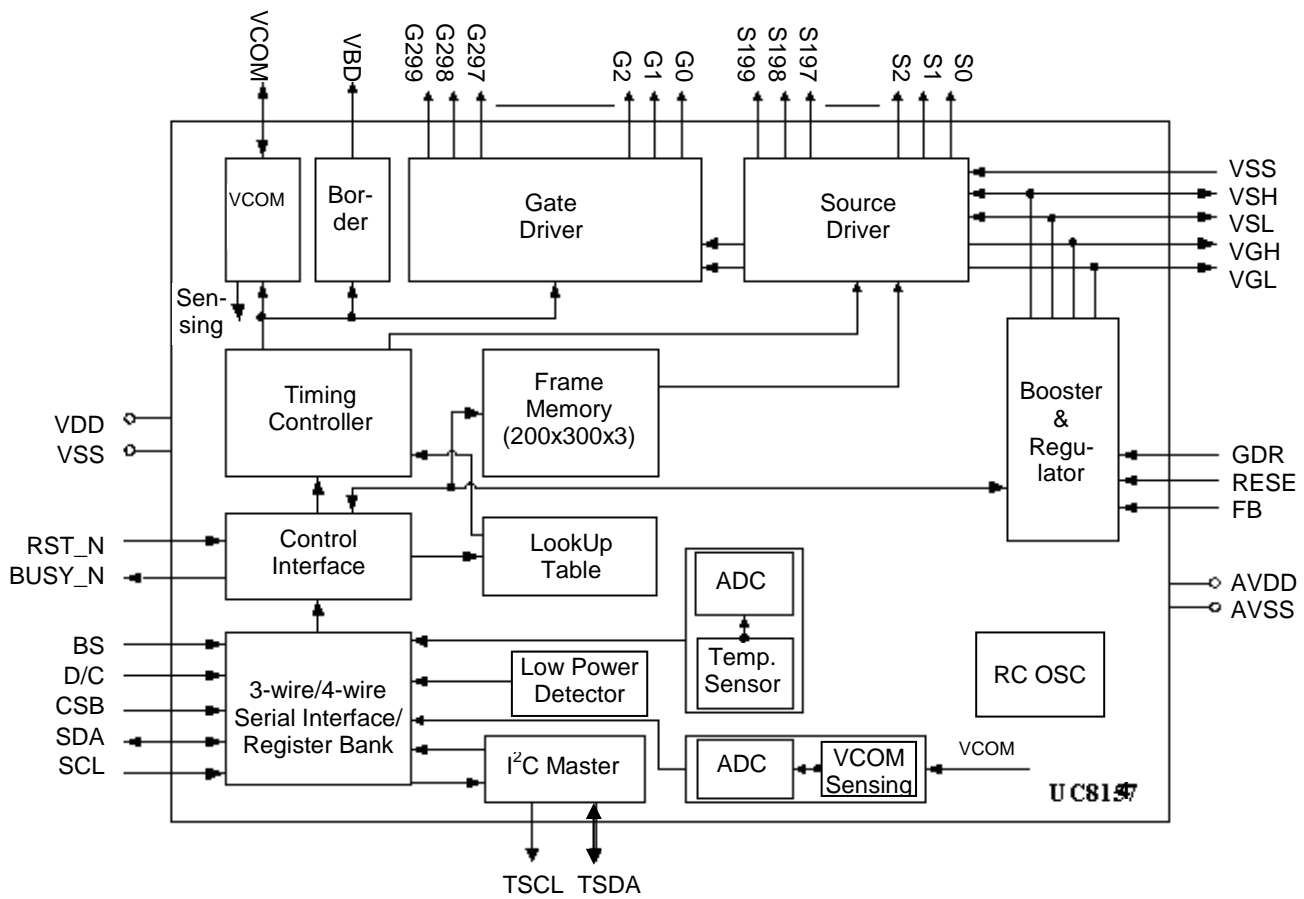 VCOM
VBD
G299
G298
G297
G2
G1
G0
S199
S198
S197
S2
S1
S0
VCOM
Bor-
der
Gate
Driver
Source
Driver
VSS
VSH
VSL
VGH
VGL
Sen-
sing
Timing
Controller
Frame
Memory
(200x300x3)
Booster
&
Regu-
lator
VDD
VSS
GDR
RESE
FB
RST_N
BUSY_N
Control
Interface
LookUp
Table
ADC
Temp.
Sensor
AVDD
AVSS
BS
D/C
CSB
SDA
SCL
3-wire/4-wire
Serial Interface/
Register Bank
Low Power
Detector
RC OSC
I²C Master
ADC
VCOM
Sensing
VCOM
TSCL TSDA